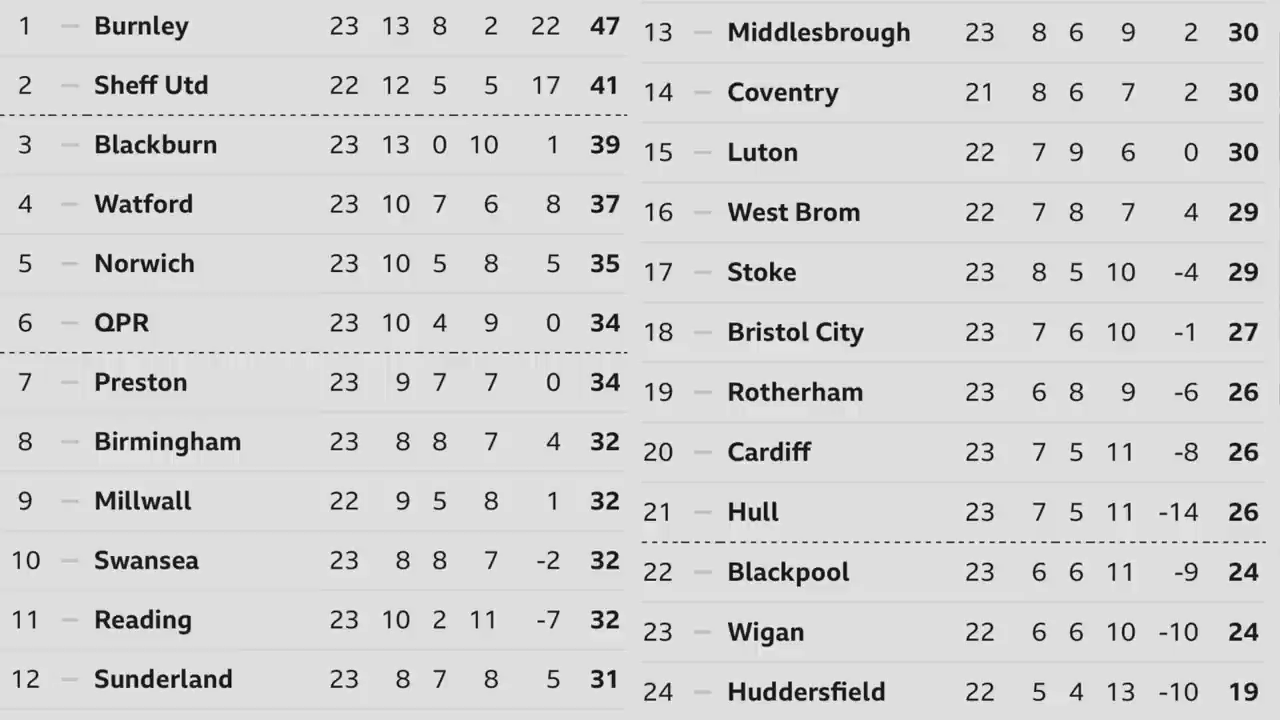 1 — Burnley 23 13 8 2 22 47
2 — Sheff Utd 22 12 5 5 17 41
3 — Blackburn 23 13 0 10 1 39
4 — Watford 23 10 7 6 8 37
5 — Norwich 23 10 5 8 5 35
6 — QPR 23 10 4 9 0 34
7 — Preston 23 9 7 7 0 34
8 — Birmingham 23 8 8 7 4 32
9 — Millwall 22 9 5 8 1 32
10 — Swansea 23 8 8 7 -2 32
11 — Reading 23 10 2 11 -7 32
12 — Sunderland 23 8 7 8 5 31
13 — Middlesbrough 23 8 6 9 2 30
14 — Coventry 21 8 6 7 2 30
15 — Luton 22 7 9 6 0 30
16 — West Brom 22 7 8 7 4 29
17 — Stoke 23 8 5 10 -4 29
18 — Bristol City 23 7 6 10 -1 27
19 — Rotherham 23 6 8 9 -6 26
20 — Cardiff 23 7 5 11 -8 26
21 — Hull 23 7 5 11 -14 26
22 — Blackpool 23 6 6 11 -9 24
23 — Wigan 22 6 6 10 -10 24
24 — Huddersfield 22 5 4 13 -10 19